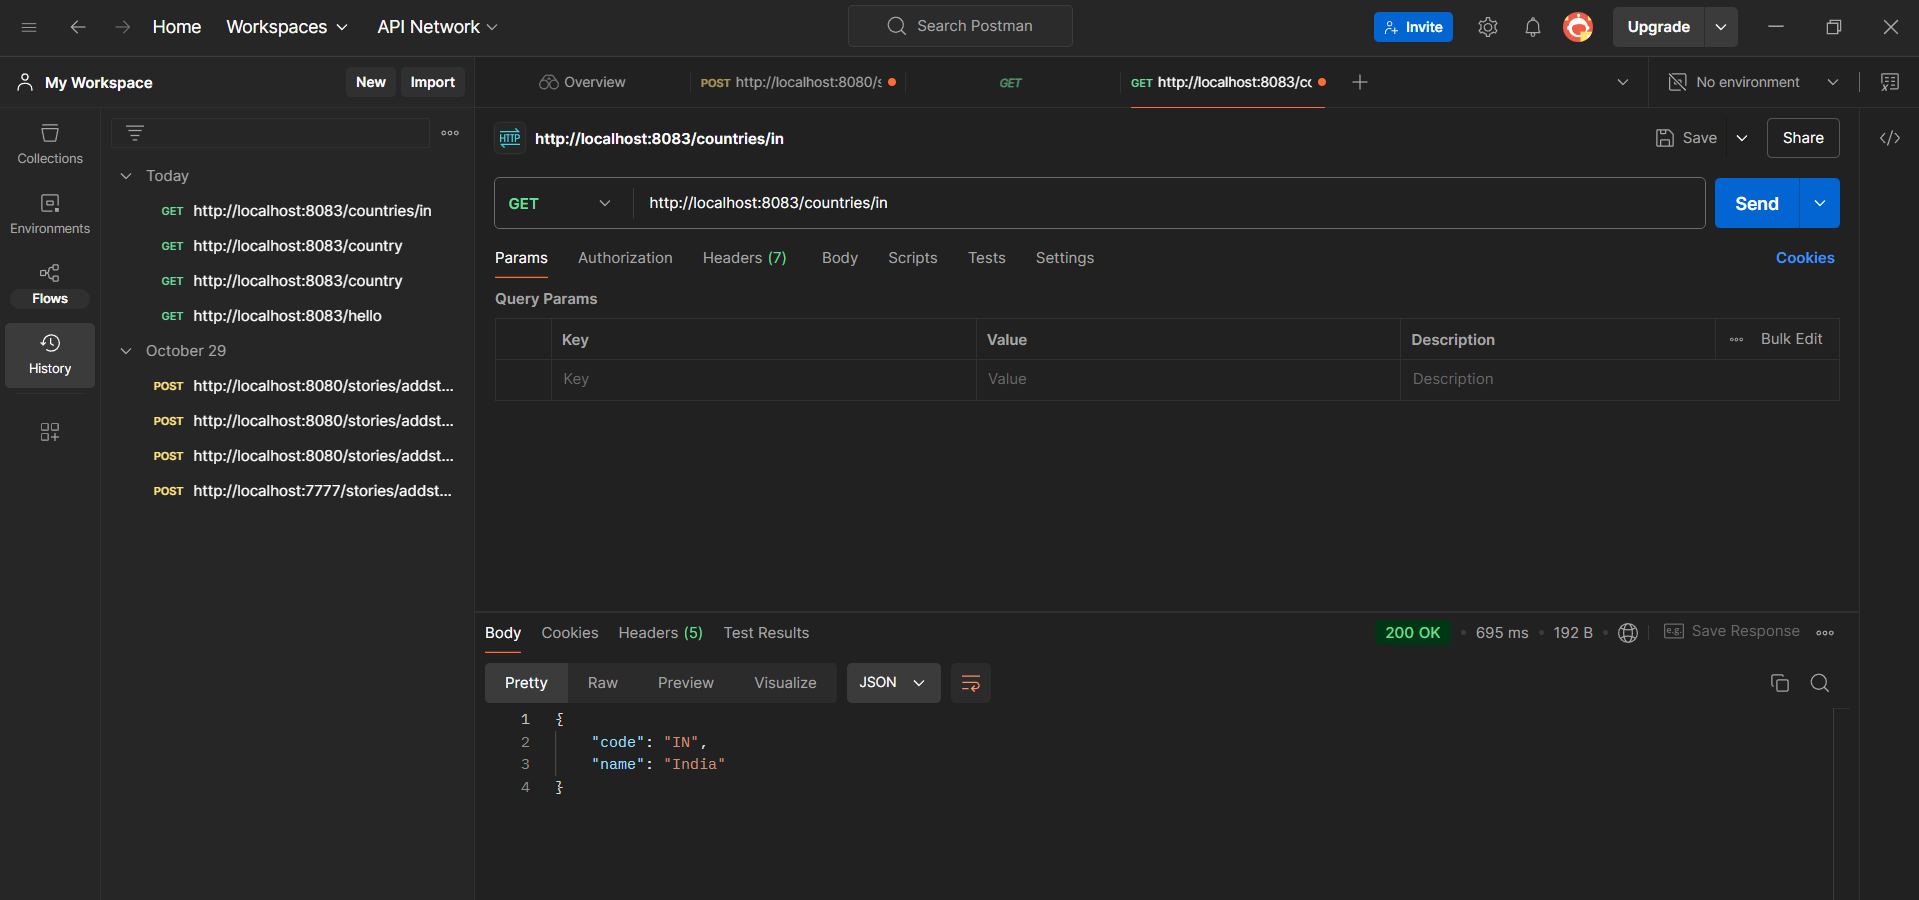 Home Workspaces API Network Search Postman Invite Upgrade
My Workspace New Import Overview POST http://localhost:8080/s GET GET http://localhost:8083/co No environment
HTTP http://localhost:8083/countries/in Save Share
Collections
Environments
Flows
History
Today
GET http://localhost:8083/countries/in
GET http://localhost:8083/country
GET http://localhost:8083/country
GET http://localhost:8083/hello
October 29
POST http://localhost:8080/stories/addst...
POST http://localhost:8080/stories/addst...
POST http://localhost:8080/stories/addst...
POST http://localhost:7777/stories/addst...
GET http://localhost:8083/countries/in Send
Params Authorization Headers (7) Body Scripts Tests Settings Cookies
Query Params
Key Value Description Bulk Edit
Key Value Description
Body Cookies Headers (5) Test Results 200 OK 695 ms 192 B e.g. Save Response
Pretty Raw Preview Visualize JSON
1 {
2 "code": "IN",
3 "name": "India"
4 }